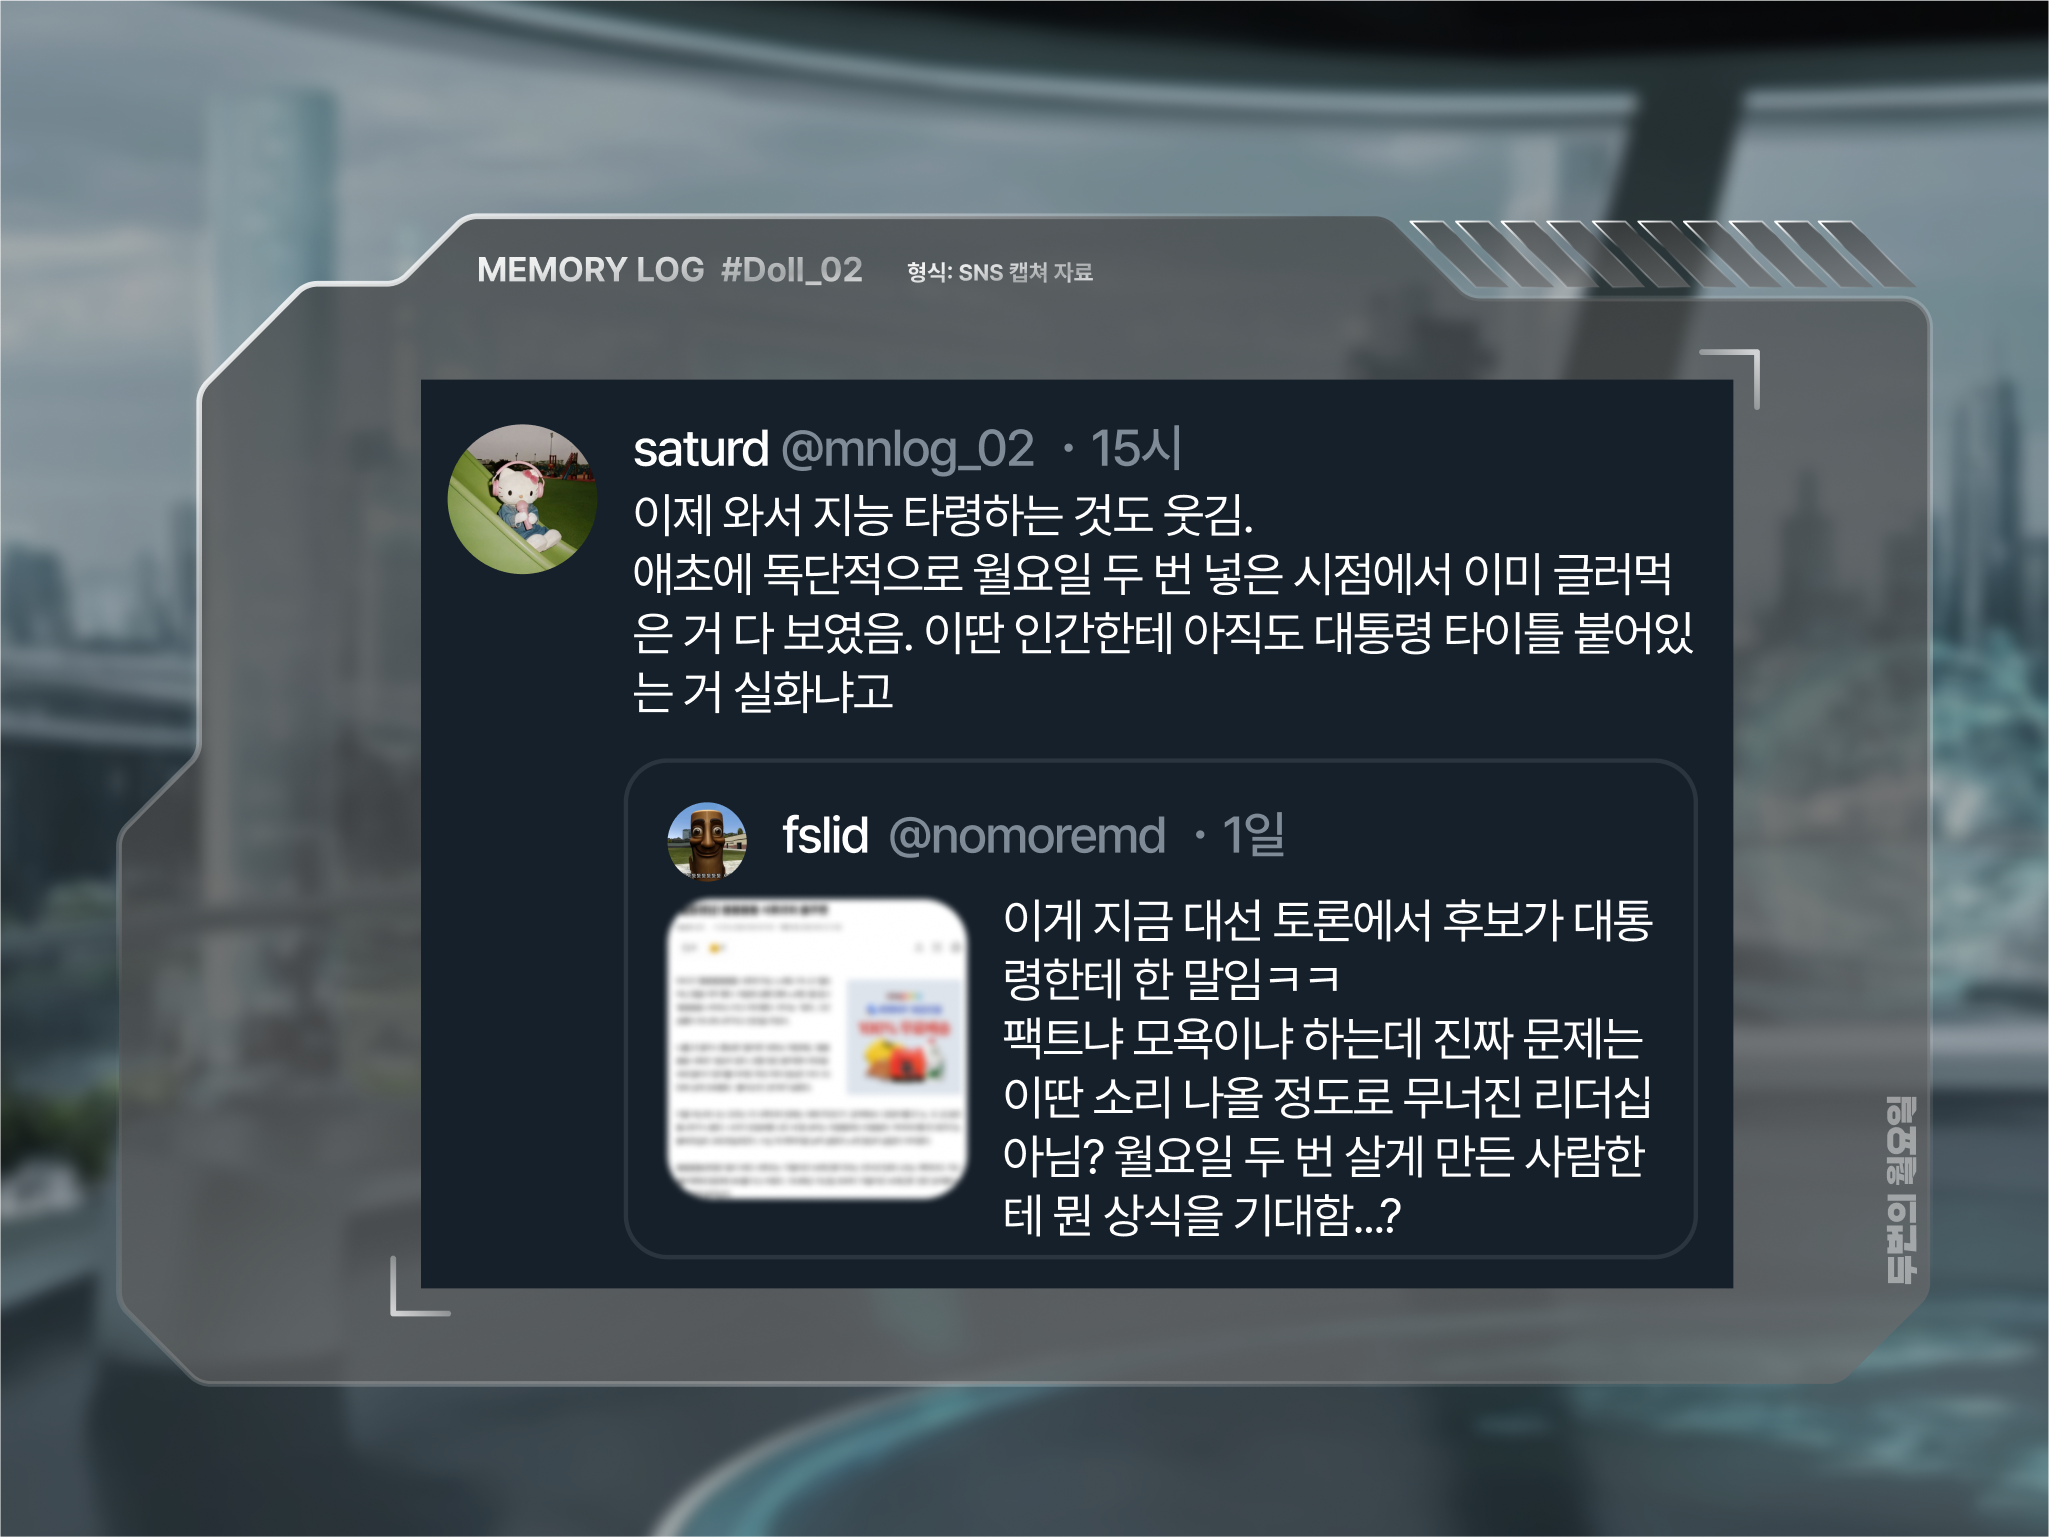 MEMORY LOG #Doll_02 형식: SNS 캡쳐 자료
saturd @mnlog_02 · 15시
이제 와서 지능 타령하는 것도 웃김.
애초에 독단적으로 월요일 두 번 넣은 시점에서 이미 글러먹
은 거 다 보였음. 이딴 인간한테 아직도 대통령 타이틀 붙어있
는 거 실화냐고
fslid @nomoremd · 1일
이게 지금 대선 토론에서 후보가 대통
령한테 한 말임ㅋㅋ
팩트냐 모욕이냐 하는데 진짜 문제는
이딴 소리 나올 정도로 무너진 리더십
아님? 월요일 두 번 살게 만든 사람한
테 뭔 상식을 기대함...?
두번의 월요일